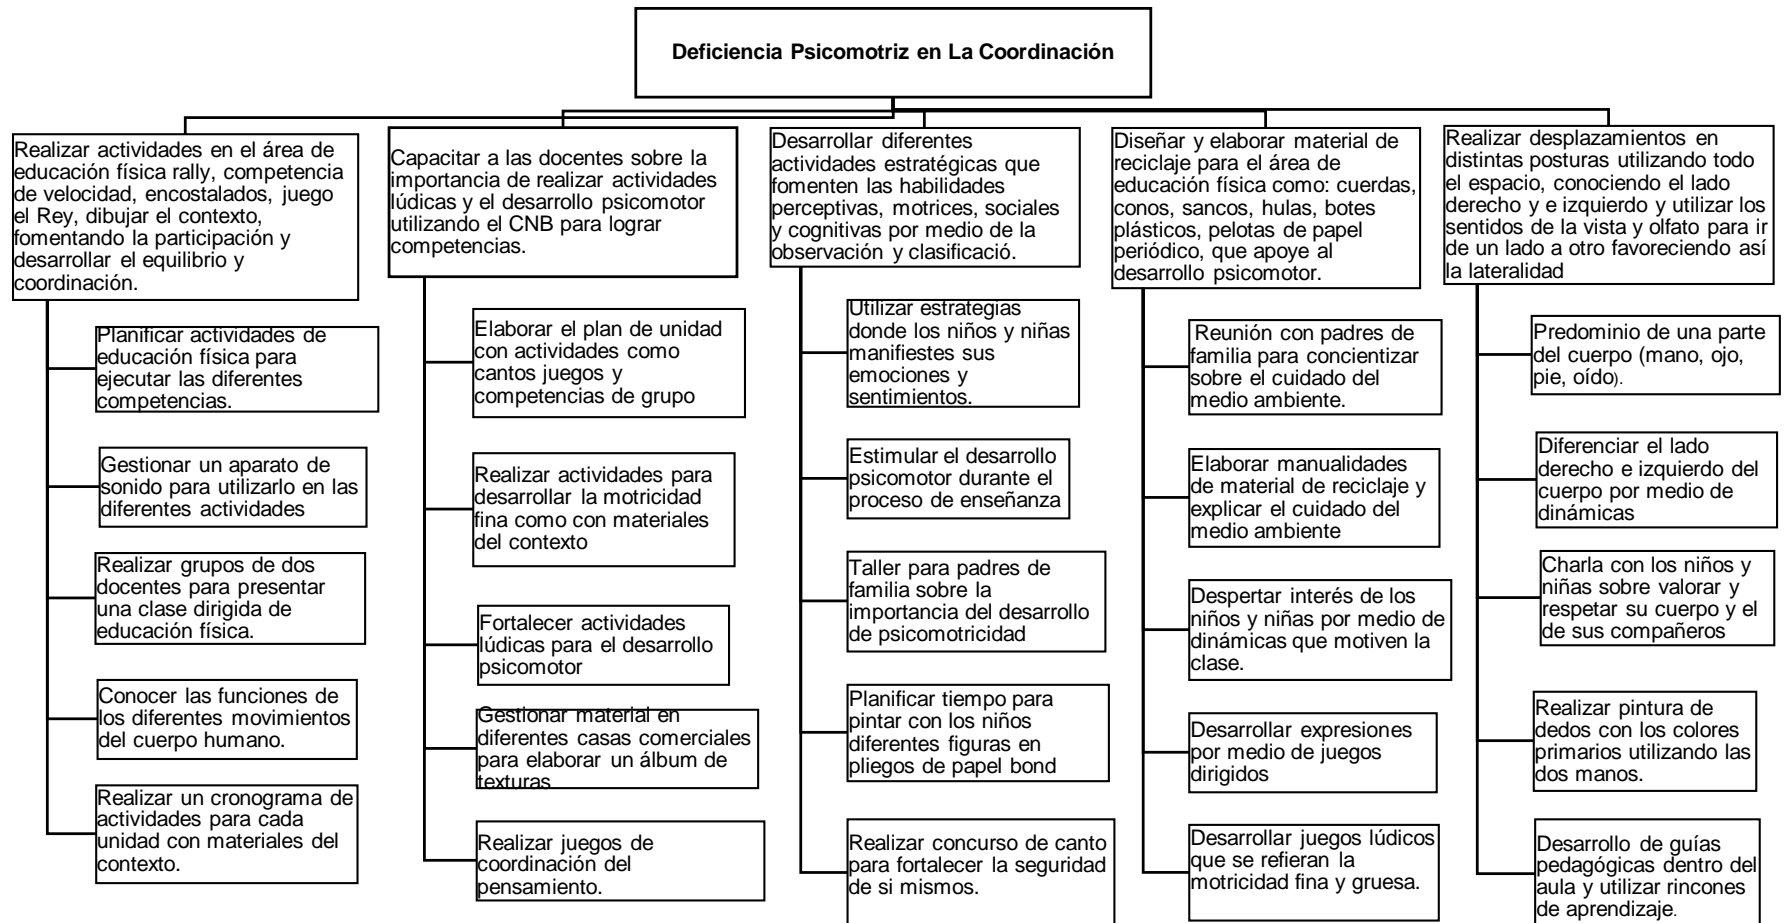 Deficiencia Psicomotriz en La Coordinación
Realizar actividades en el área de
educación física rally, competencia
de velocidad, encostalados, juego
el Rey, dibujar el contexto,
fomentando la participación y
desarrollar el equilibrio y
coordinación.
Planificar actividades de
educación física para
ejecutar las diferentes
competencias.
Gestionar un aparato de
sonido para utilizarlo en las
diferentes actividades
Realizar grupos de dos
docentes para presentar
una clase dirigida de
educación física.
Conocer las funciones de
los diferentes movimientos
del cuerpo humano.
Realizar un cronograma de
actividades para cada
unidad con materiales del
contexto.
Capacitar a las docentes sobre la
importancia de realizar actividades
lúdicas y el desarrollo psicomotor
utilizando el CNB para lograr
competencias.
Elaborar el plan de unidad
con actividades como
cantos juegos y
competencias de grupo
Realizar actividades para
desarrollar la motricidad
fina como con materiales
del contexto
Fortalecer actividades
lúdicas para el desarrollo
psicomotor
Gestionar material en
diferentes casas comerciales
para elaborar un álbum de
texturas
Realizar juegos de
coordinación del
pensamiento.
Desarrollar diferentes
actividades estratégicas que
fomenten las habilidades
perceptivas, motrices, sociales
y cognitivas por medio de la
observación y clasificació.
Utilizar estrategias
donde los niños y niñas
manifiestes sus
emociones y
sentimientos.
Estimular el desarrollo
psicomotor durante el
proceso de enseñanza
Taller para padres de
familia sobre la
importancia del desarrollo
de psicomotricidad
Planificar tiempo para
pintar con los niños
diferentes figuras en
pliegos de papel bond
Realizar concurso de canto
para fortalecer la seguridad
de si mismos.
Diseñar y elaborar material de
reciclaje para el área de
educación física como: cuerdas,
conos, sancos, hulas, botes
plásticos, pelotas de papel
periódico, que apoye al
desarrollo psicomotor.
Reunión con padres de
familia para concientizar
sobre el cuidado del
medio ambiente.
Elaborar manualidades
de material de reciclaje y
explicar el cuidado del
medio ambiente
Despertar interés de los
niños y niñas por medio de
dinámicas que motiven la
clase.
Desarrollar expresiones
por medio de juegos
dirigidos
Desarrollar juegos lúdicos
que se refieran la
motricidad fina y gruesa.
Realizar desplazamientos en
distintas posturas utilizando todo
el espacio, conociendo el lado
derecho y e izquierdo y utilizar los
sentidos de la vista y olfato para ir
de un lado a otro favoreciendo así
la lateralidad
Predominio de una parte
del cuerpo (mano, ojo,
pie, oído).
Diferenciar el lado
derecho e izquierdo del
cuerpo por medio de
dinámicas
Charla con los niños y
niñas sobre valorar y
respetar su cuerpo y el
de sus compañeros
Realizar pintura de
dedos con los colores
primarios utilizando las
dos manos.
Desarrollo de guías
pedagógicas dentro del
aula y utilizar rincones
de aprendizaje.